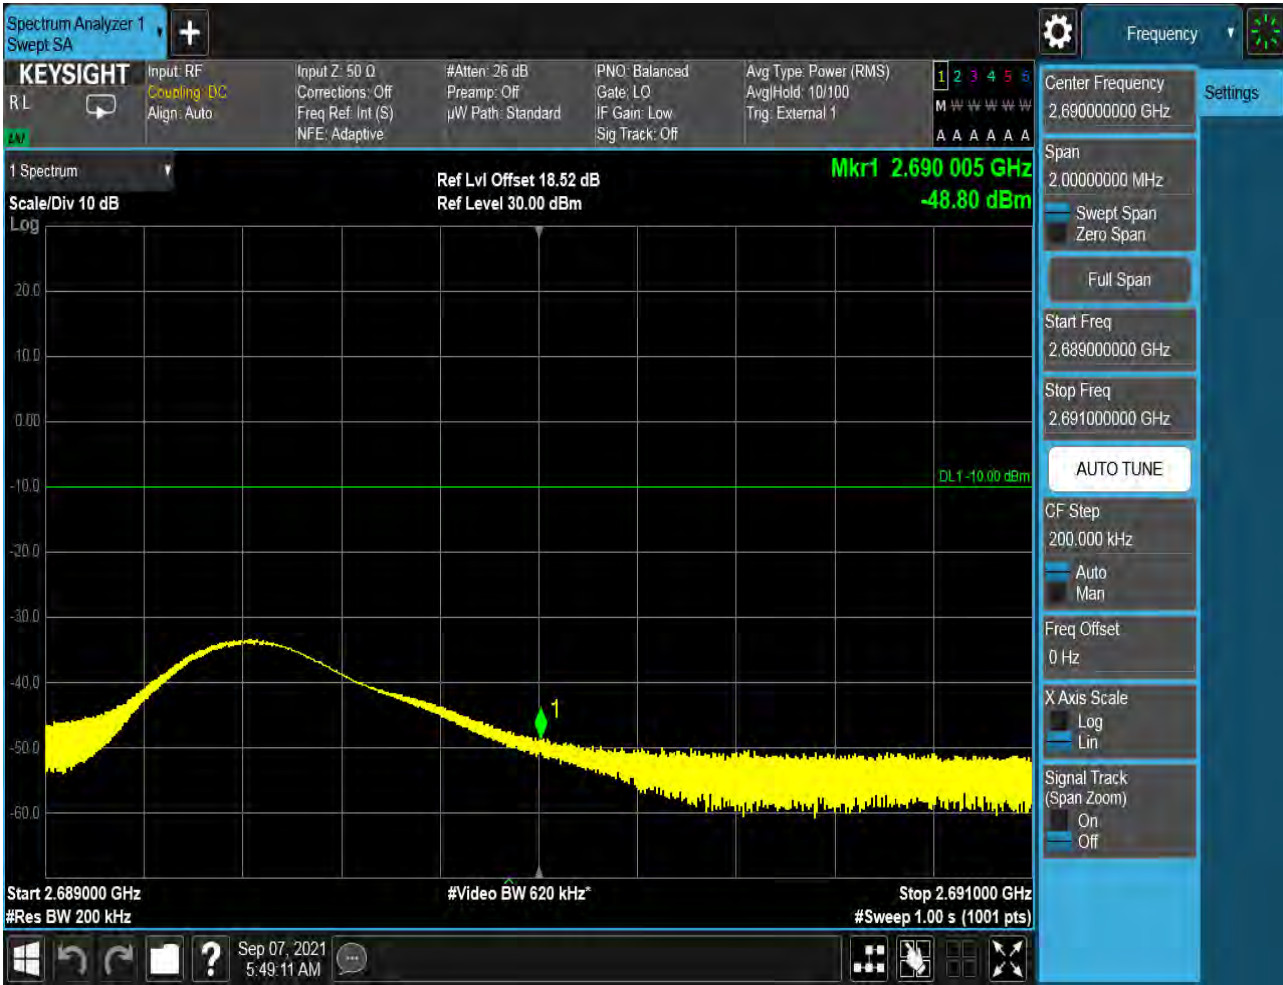 Spectrum Analyzer 1
Swept SA
+
Frequency
KEYSIGHT
R L
Input: RF
Coupling: DC
Align: Auto
Input Z: 50 Ω
Corrections: Off
Freq Ref: Int (S)
NFE: Adaptive
#Atten: 26 dB
Preamp: Off
µW Path: Standard
PNO: Balanced
Gate: LO
IF Gain: Low
Sig Track: Off
Avg Type: Power (RMS)
Avg|Hold: 10/100
Trig: External 1
1 2 3 4 5 6
M W W W W W
A A A A A A
1 Spectrum
Scale/Div 10 dB
Log
Ref Lvl Offset 18.52 dB
Ref Level 30.00 dBm
Mkr1 2.690 005 GHz
-48.80 dBm
20.0
10.0
0.00
-10.0
-20.0
-30.0
-40.0
-50.0
-60.0
DL1 -10.00 dBm
1
Start 2.689000 GHz
#Res BW 200 kHz
#Video BW 620 kHz*
Stop 2.691000 GHz
#Sweep 1.00 s (1001 pts)
Sep 07, 2021
5:49:11 AM
Center Frequency
2.690000000 GHz
Span
2.00000000 MHz
Swept Span
Zero Span
Full Span
Start Freq
2.689000000 GHz
Stop Freq
2.691000000 GHz
AUTO TUNE
CF Step
200.000 kHz
Auto
Man
Freq Offset
0 Hz
X Axis Scale
Log
Lin
Signal Track
(Span Zoom)
On
Off
Settings